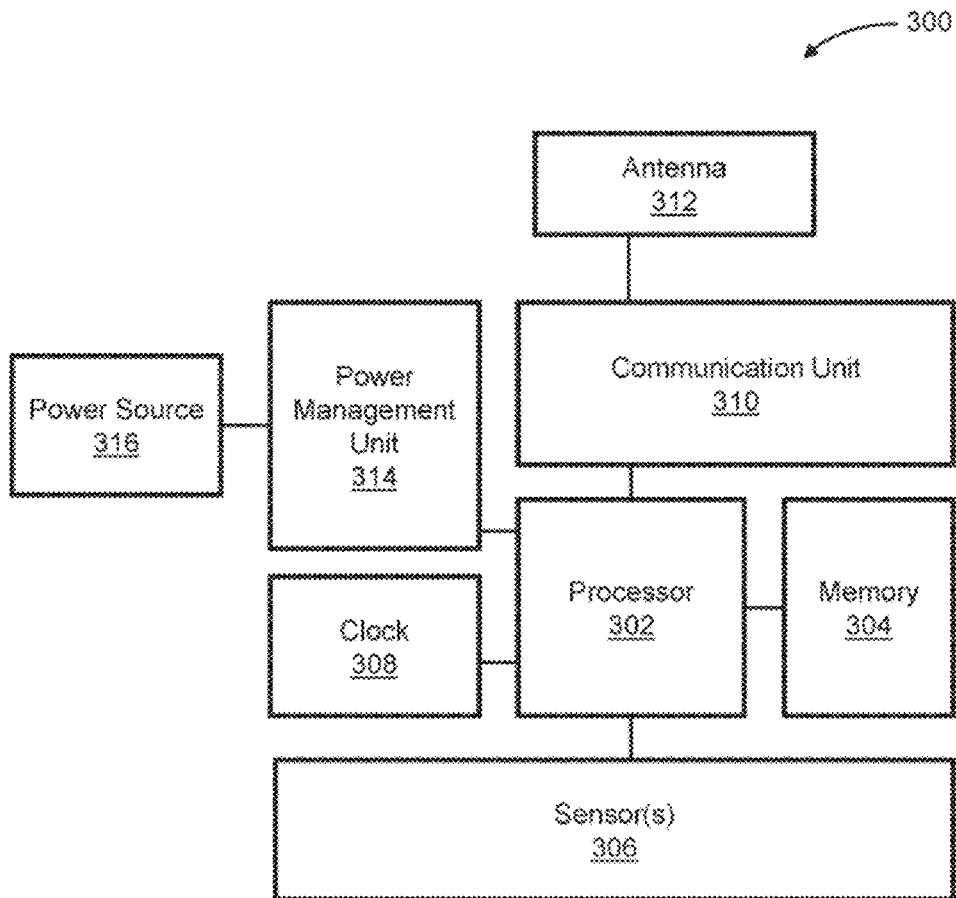 300
Antenna
312
Communication Unit
310
Power
Management
Unit
314
Power Source
316
Processor
302
Memory
304
Clock
308
Sensor(s)
306